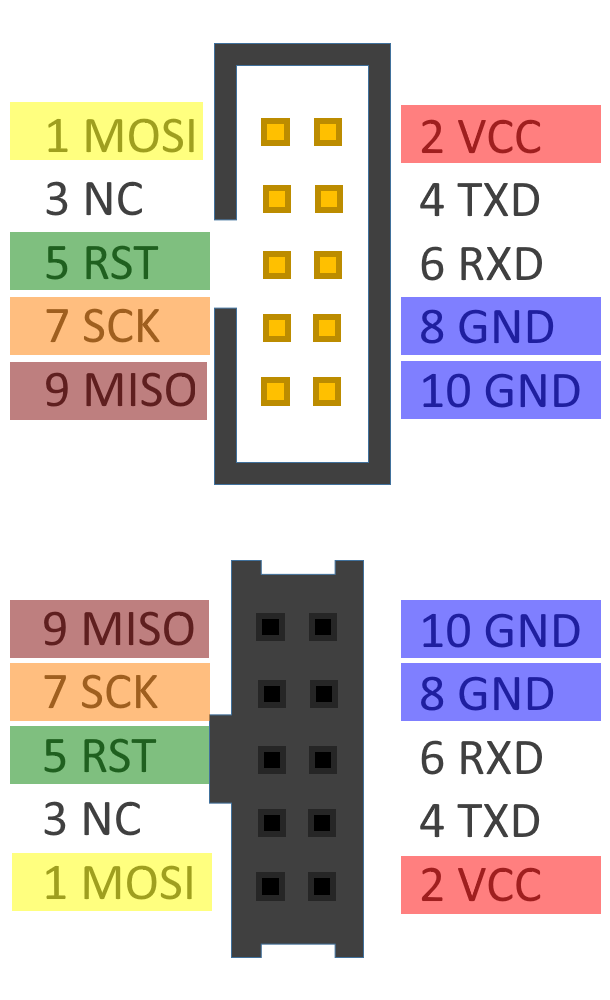 1 MOSI 2 VCC
3 NC 4 TXD
5 RST 6 RXD
7 SCK 8 GND
9 MISO 10 GND
9 MISO 10 GND
7 SCK 8 GND
5 RST 6 RXD
3 NC 4 TXD
1 MOSI 2 VCC